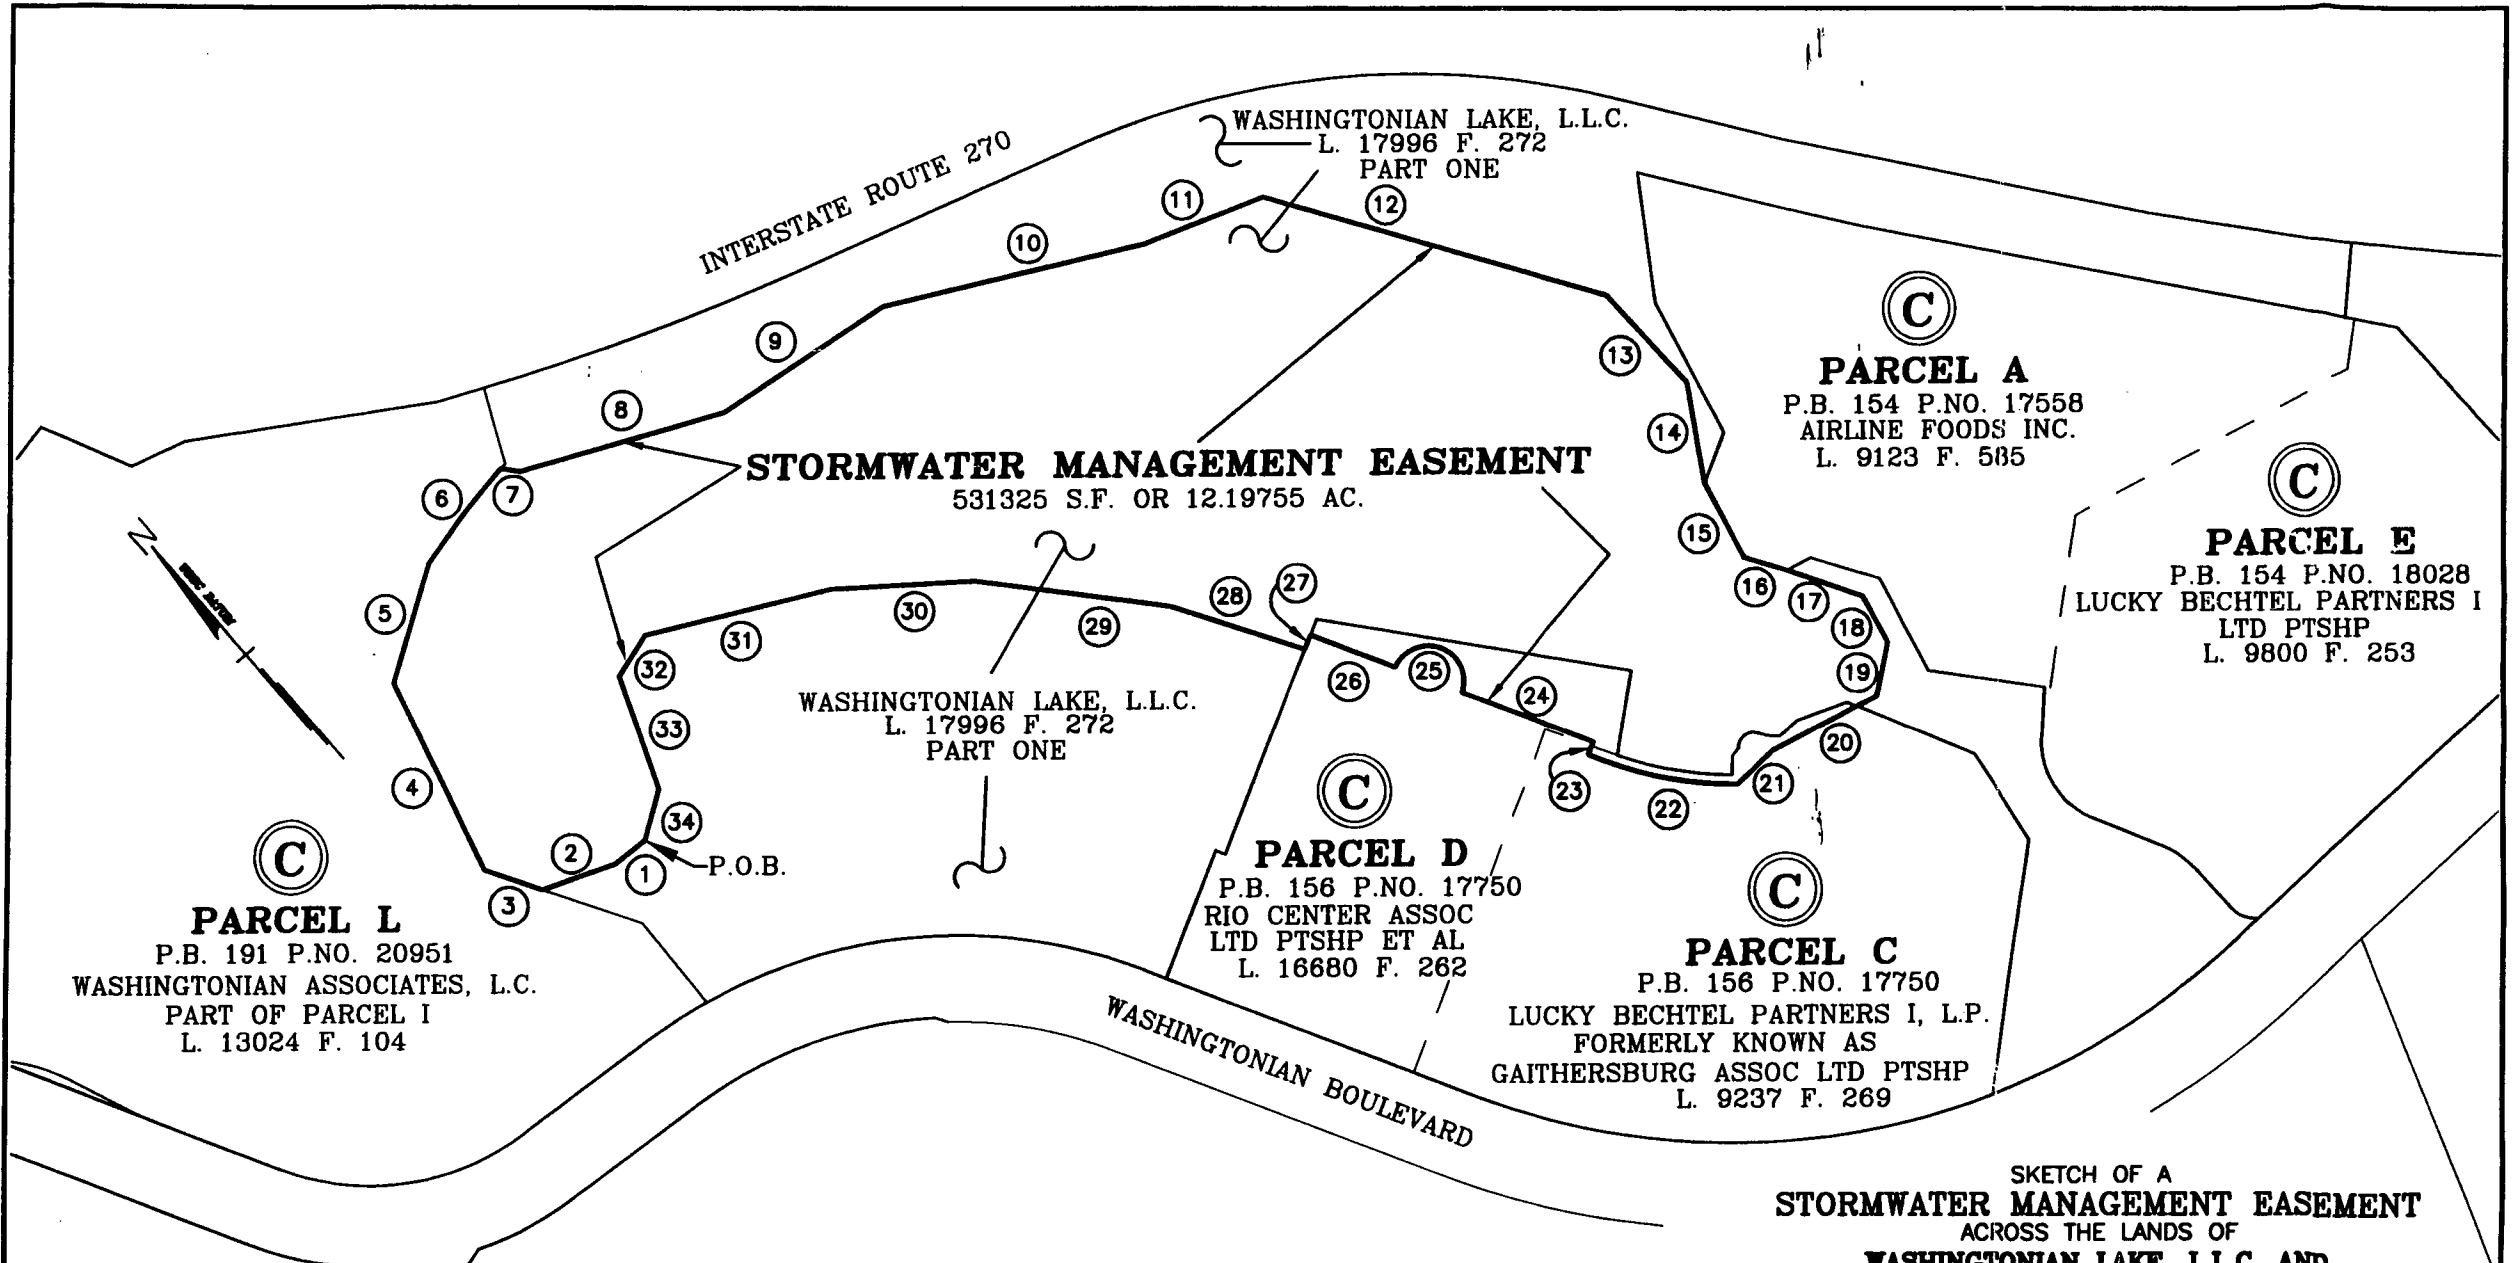 WASHINGTONIAN LAKE, L.L.C.
L. 17996 F. 272
PART ONE
INTERSTATE ROUTE 270
11
12
10
9
8
13
14
7
6
5
15
16
17
18
19
20
21
22
23
24
25
26
27
28
29
30
31
32
33
34
1
2
3
4
C
PARCEL A
P.B. 154 P.NO. 17558
AIRLINE FOODS INC.
L. 9123 F. 585
STORMWATER MANAGEMENT EASEMENT
531325 S.F. OR 12.19755 AC.
C
PARCEL E
P.B. 154 P.NO. 18028
LUCKY BECHTEL PARTNERS I
LTD PTSHP
L. 9800 F. 253
N
WASHINGTONIAN LAKE, L.L.C.
L. 17996 F. 272
PART ONE
P.O.B.
C
PARCEL L
P.B. 191 P.NO. 20951
WASHINGTONIAN ASSOCIATES, L.C.
PART OF PARCEL I
L. 13024 F. 104
C
PARCEL D
P.B. 156 P.NO. 17750
RIO CENTER ASSOC
LTD PTSHP ET AL
L. 16680 F. 262
C
PARCEL C
P.B. 156 P.NO. 17750
LUCKY BECHTEL PARTNERS I, L.P.
FORMERLY KNOWN AS
GAITHERSBURG ASSOC LTD PTSHP
L. 9237 F. 269
WASHINGTONIAN BOULEVARD
SKETCH OF A
STORMWATER MANAGEMENT EASEMENT
ACROSS THE LANDS OF
WASHINGTONIAN LAKE, L.L.C. AND